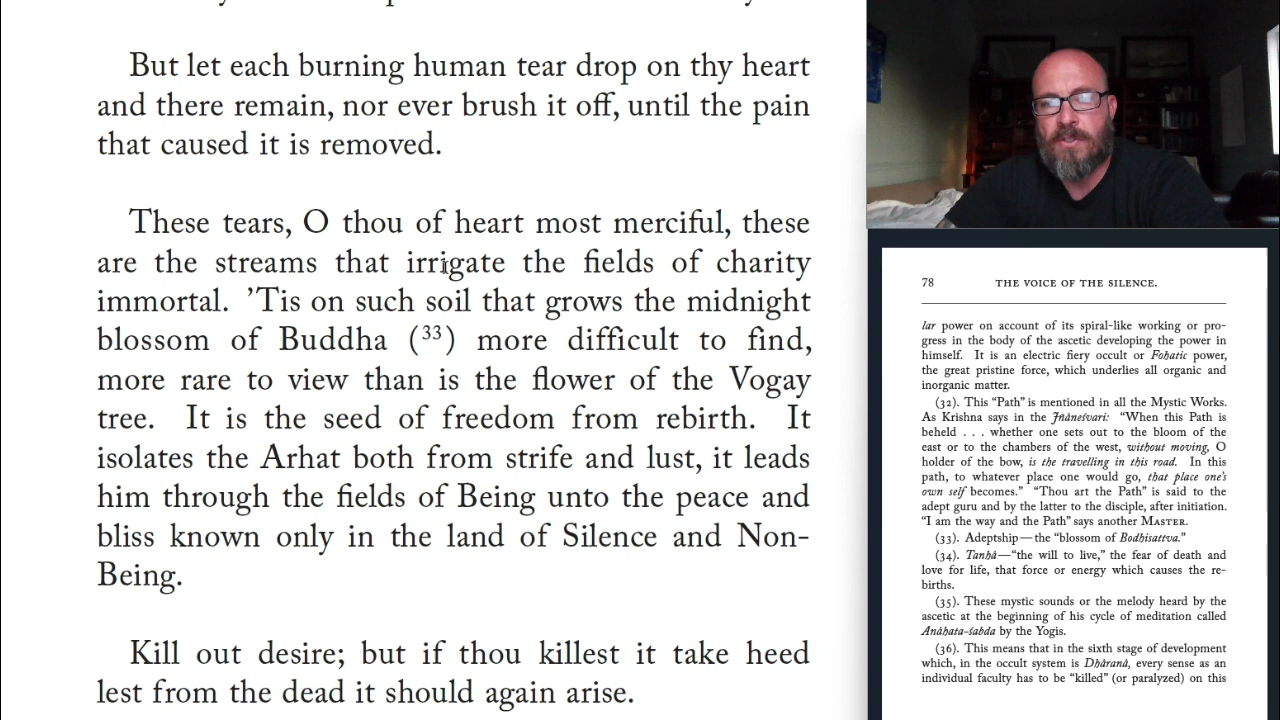 But let each burning human tear drop on thy heart
and there remain, nor ever brush it off, until the pain
that caused it is removed.
These tears, O thou of heart most merciful, these
are the streams that irrigate the fields of charity
immortal. ’Tis on such soil that grows the midnight
blossom of Buddha (³³) more difficult to find,
more rare to view than is the flower of the Vogay
tree. It is the seed of freedom from rebirth. It
isolates the Arhat both from strife and lust, it leads
him through the fields of Being unto the peace and
bliss known only in the land of Silence and Non-
Being.
Kill out desire; but if thou killest it take heed
lest from the dead it should again arise.
78 THE VOICE OF THE SILENCE.
lar power on account of its spiral-like working or pro-
gress in the body of the ascetic developing the power in
himself. It is an electric fiery occult or Fohatic power,
the great pristine force, which underlies all organic and
inorganic matter.
(32). This “Path” is mentioned in all the Mystic Works.
As Krishna says in the Jñâneśvari: “When this Path is
beheld . . . whether one sets out to the bloom of the
east or to the chambers of the west, without moving, O
holder of the bow, is the travelling in this road. In this
path, to whatever place one would go, that place one’s
own self becomes.” “Thou art the Path” is said to the
adept guru and by the latter to the disciple, after initiation.
“I am the way and the Path” says another MASTER.
(33). Adeptship—the “blossom of Bodhisattva.”
(34). Tanhâ—“the will to live,” the fear of death and
love for life, that force or energy which causes the re-
births.
(35). These mystic sounds or the melody heard by the
ascetic at the beginning of his cycle of meditation called
Anâhata-śabda by the Yogis.
(36). This means that in the sixth stage of development
which, in the occult system is Dhâranâ, every sense as an
individual faculty has to be “killed” (or paralyzed) on this